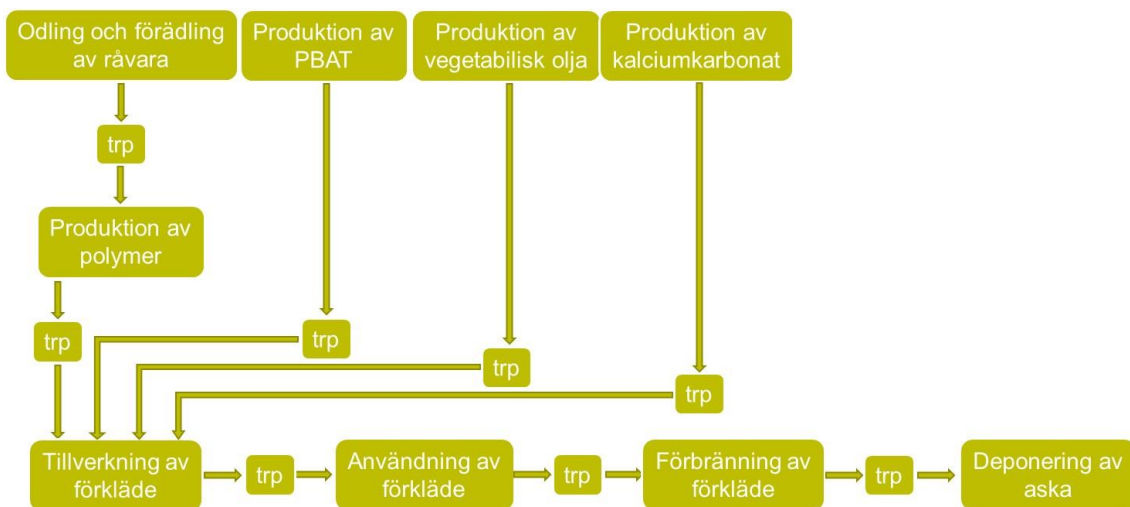 Odling och förädling
av råvara
Produktion av
PBAT
Produktion av
vegetabilisk olja
Produktion av
kalciumkarbonat
trp
Produktion av
polymer
trp
trp
trp
trp
Tillverkning av
förkläde
trp
Användning av
förkläde
trp
Förbränning av
förkläde
trp
Deponering av
aska